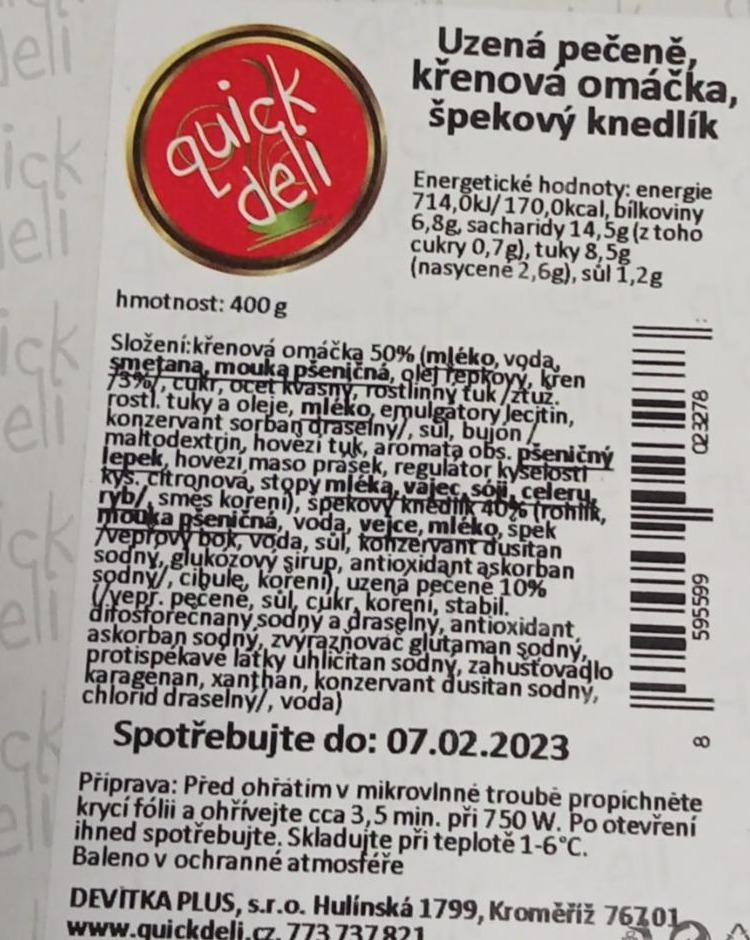 quick
deli
Uzená pečeně,
křenová omáčka,
špekový knedlík
Energetické hodnoty: energie
714,0kJ/170,0kcal, bílkoviny
6,8g, sacharidy 14,5g (z toho
cukry 0,7g), tuky 8,5g
(nasycené 2,6g), sůl 1,2g
hmotnost: 400 g
Složení:křenová omáčka 50% (mléko, voda,
smetana, mouka pšeničná, olej řepkový, křen
73%/, cukr, ocet kvasný, rostlinný tuk /ztuž.
rostl. tuky a oleje, mléko, emulgátory lecitin,
konzervant sorban draselný/, sůl, bujón /
maltodextrin, hovězí tuk, aromata obs. pšeničný
lepek, hovězí maso prášek, regulátor kyselosti
kys. citronová, stopy mléka, vajec, sóji, celeru,
ryb/, směs koření), špekový knedlík 40% (rohlík,
mouka pšeničná, voda, vejce, mléko, špek
/vepřový bok, voda, sůl, konzervant dusitan
sodný, glukózový sirup, antioxidant askorban
sodný/, cibule, koření), uzená pečeně 10%
(/vepř. pečeně, sůl, cukr, koření, stabil.
difosforečnany sodný a draselný, antioxidant
askorban sodný, zvýrazňovač glutaman sodný,
protispékavé látky uhličitan sodný, zahušťovadlo
karagenan, xanthan, konzervant dusitan sodný,
chlorid draselný/, voda)
Spotřebujte do: 07.02.2023
Příprava: Před ohřátím v mikrovlnné troubě propíchněte
krycí fólii a ohřívejte cca 3,5 min. při 750 W. Po otevření
ihned spotřebujte. Skladujte při teplotě 1-6°C.
Baleno v ochranné atmosféře
DEVÍTKA PLUS, s.r.o. Hulínská 1799, Kroměříž 76701
www.quickdeli.cz, 773 737 821
8 595599 023278